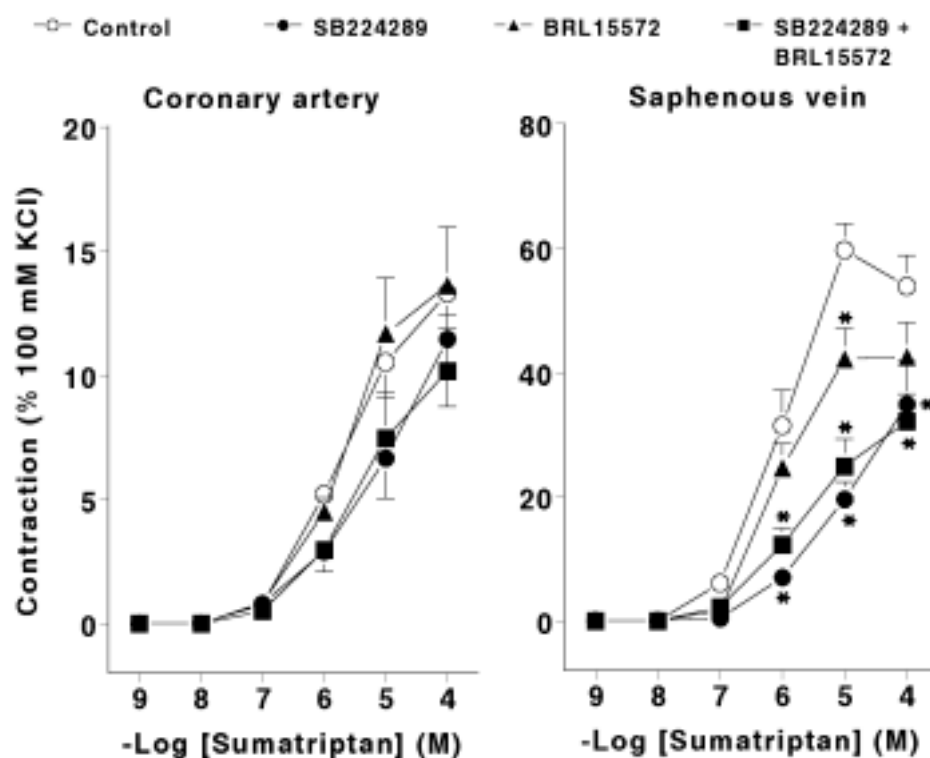 Control SB224289 BRL15572 SB224289 +
BRL15572
Coronary artery Saphenous vein
Contraction (% 100 mM KCl)
20
15
10
5
0
80
60
40
20
0
9 8 7 6 5 4
9 8 7 6 5 4
-Log [Sumatriptan] (M)
-Log [Sumatriptan] (M)